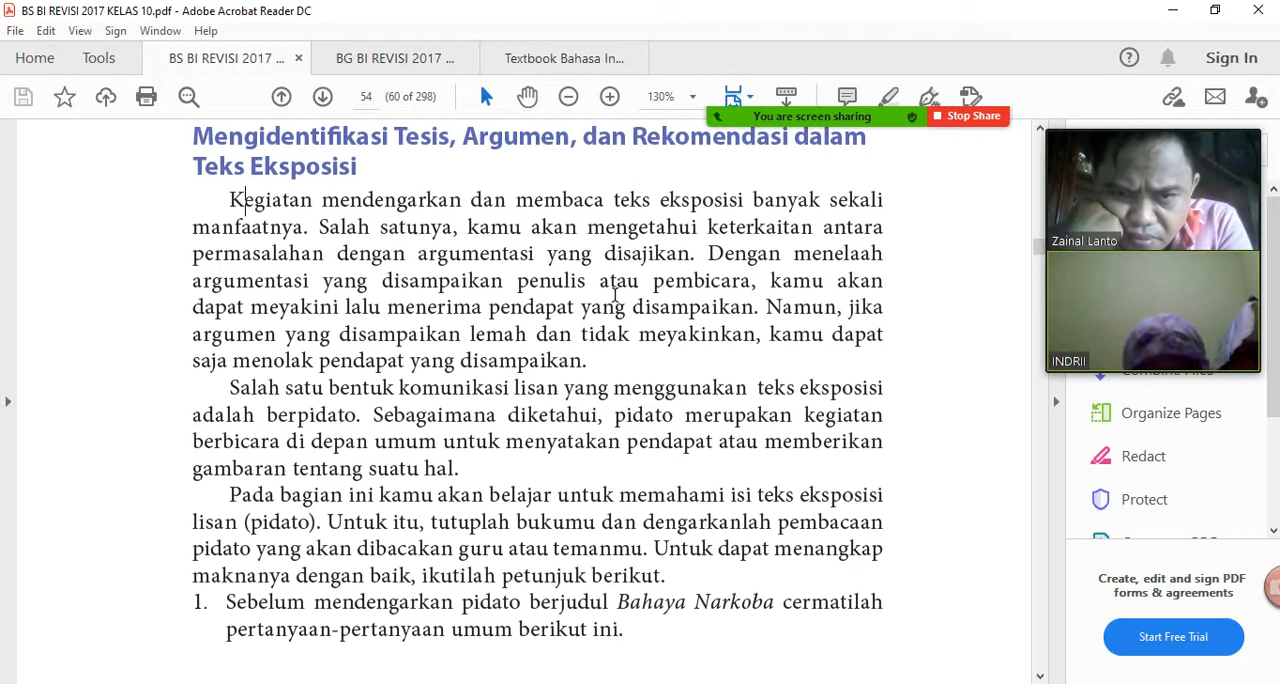 BS BI REVISI 2017 KELAS 10.pdf - Adobe Acrobat Reader DC
File Edit View Sign Window Help
Home Tools BS BI REVISI 2017 ... × BG BI REVISI 2017 ... Textbook Bahasa In... Sign In
54 (60 of 298) 130%
You are screen sharing Stop Share
Mengidentifikasi Tesis, Argumen, dan Rekomendasi dalam
Teks Eksposisi
Kegiatan mendengarkan dan membaca teks eksposisi banyak sekali
manfaatnya. Salah satunya, kamu akan mengetahui keterkaitan antara
permasalahan dengan argumentasi yang disajikan. Dengan menelaah
argumentasi yang disampaikan penulis atau pembicara, kamu akan
dapat meyakini lalu menerima pendapat yang disampaikan. Namun, jika
argumen yang disampaikan lemah dan tidak meyakinkan, kamu dapat
saja menolak pendapat yang disampaikan.
Salah satu bentuk komunikasi lisan yang menggunakan teks eksposisi
adalah berpidato. Sebagaimana diketahui, pidato merupakan kegiatan
berbicara di depan umum untuk menyatakan pendapat atau memberikan
gambaran tentang suatu hal.
Pada bagian ini kamu akan belajar untuk memahami isi teks eksposisi
lisan (pidato). Untuk itu, tutuplah bukumu dan dengarkanlah pembacaan
pidato yang akan dibacakan guru atau temanmu. Untuk dapat menangkap
maknanya dengan baik, ikutilah petunjuk berikut.
1. Sebelum mendengarkan pidato berjudul Bahaya Narkoba cermatilah
pertanyaan-pertanyaan umum berikut ini.
Zainal Lanto
INDRII
Organize Pages
Redact
Protect
Create, edit and sign PDF
forms & agreements
Start Free Trial